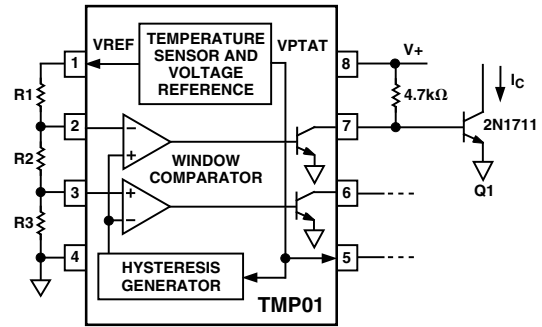 TEMPERATURE
SENSOR AND
VOLTAGE
REFERENCE
VREF
VPTAT
1
8
V+
R1
4.7kΩ
IC
2
7
2N1711
R2
WINDOW
COMPARATOR
Q1
3
6
R3
4
5
HYSTERESIS
GENERATOR
TMP01